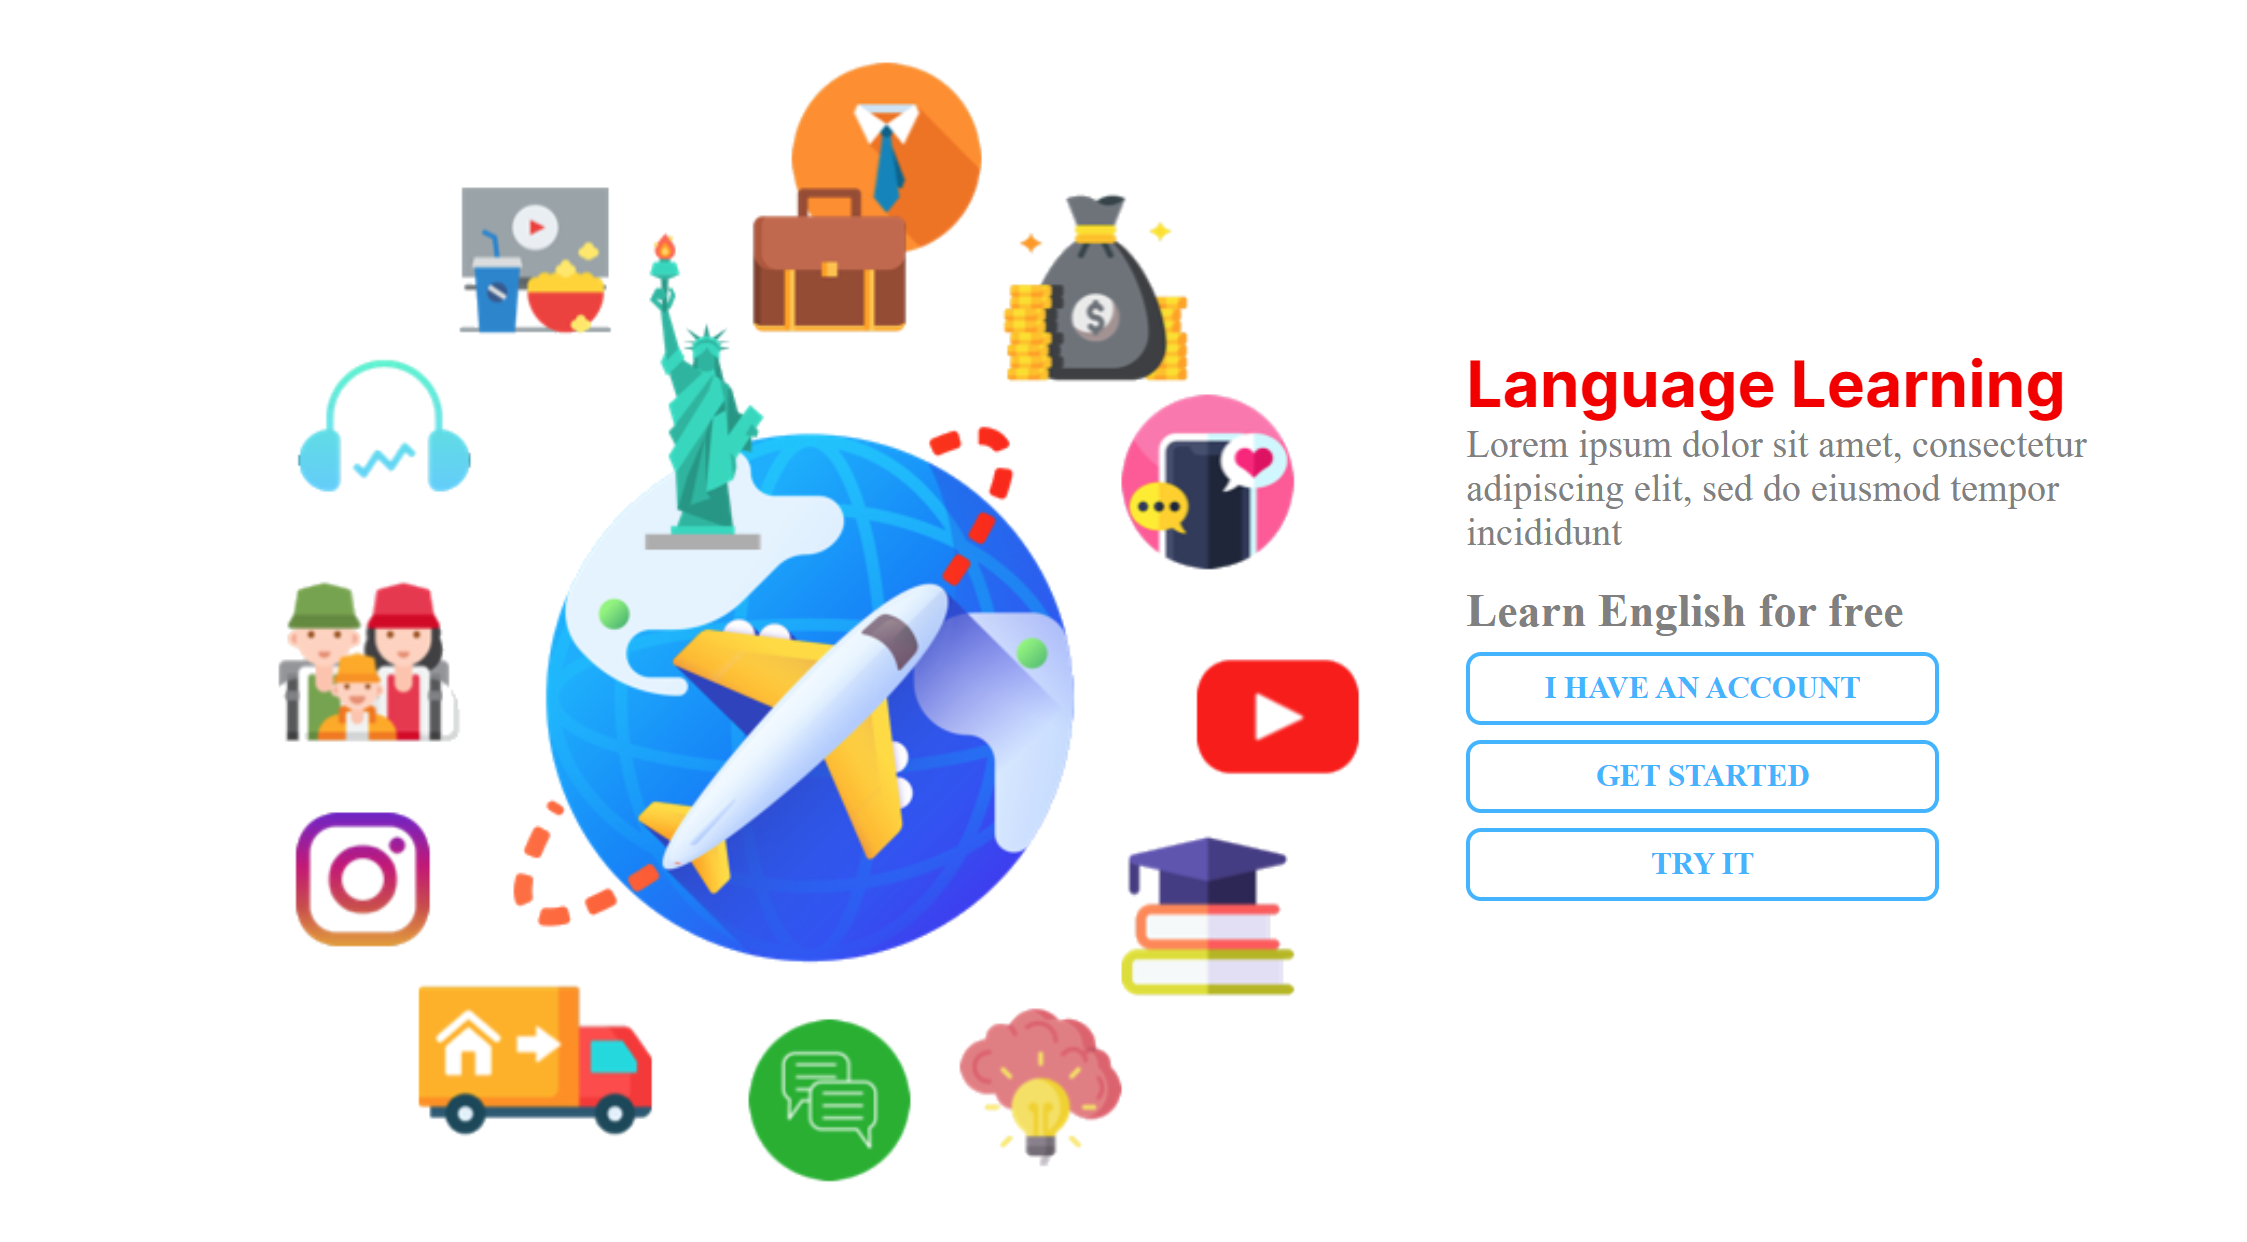 $
Language Learning
Lorem ipsum dolor sit amet, consectetur
adipiscing elit, sed do eiusmod tempor
incididunt
Learn English for free
I HAVE AN ACCOUNT
GET STARTED
TRY IT